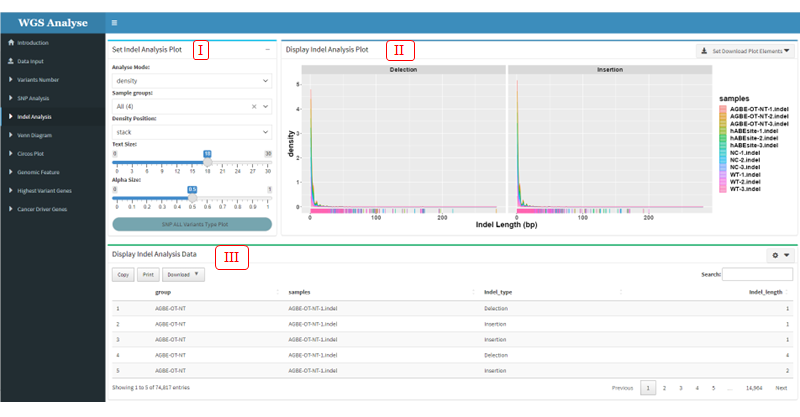 WGS Analyse
Introduction
Data Input
Variants Number
SNP Analysis
Indel Analysis
Venn Diagram
Circos Plot
Genomic Feature
Highest Variant Genes
Cancer Driver Genes
Set Indel Analysis Plot
I
Analyse Mode:
density
Sample groups:
All (4)
Density Position:
stack
Text Size:
0 18 30
0 3 6 9 12 15 18 21 24 27 30
Alpha Size:
0 0.5 1
0 0.1 0.2 0.3 0.4 0.5 0.6 0.7 0.8 0.9 1
SNP ALL Variants Type Plot
Display Indel Analysis Plot
II
Set Download Plot Elements
Delection Insertion
density
5
4
3
2
1
0
0 100 200 0 100 200
Indel Length (bp)
samples
AGBE-OT-NT-1.indel
AGBE-OT-NT-2.indel
AGBE-OT-NT-3.indel
hABEsite-1.indel
hABEsite-2.indel
hABEsite-3.indel
NC-1.indel
NC-2.indel
NC-3.indel
WT-1.indel
WT-2.indel
WT-3.indel
Display Indel Analysis Data
III
Copy Print Download
Search:
group samples Indel_type Indel_length
1 AGBE-OT-NT AGBE-OT-NT-1.indel Delection 1
2 AGBE-OT-NT AGBE-OT-NT-1.indel Insertion 1
3 AGBE-OT-NT AGBE-OT-NT-1.indel Insertion 1
4 AGBE-OT-NT AGBE-OT-NT-1.indel Delection 4
5 AGBE-OT-NT AGBE-OT-NT-1.indel Insertion 2
Showing 1 to 5 of 74,817 entries
Previous 1 2 3 4 5 ... 14,964 Next